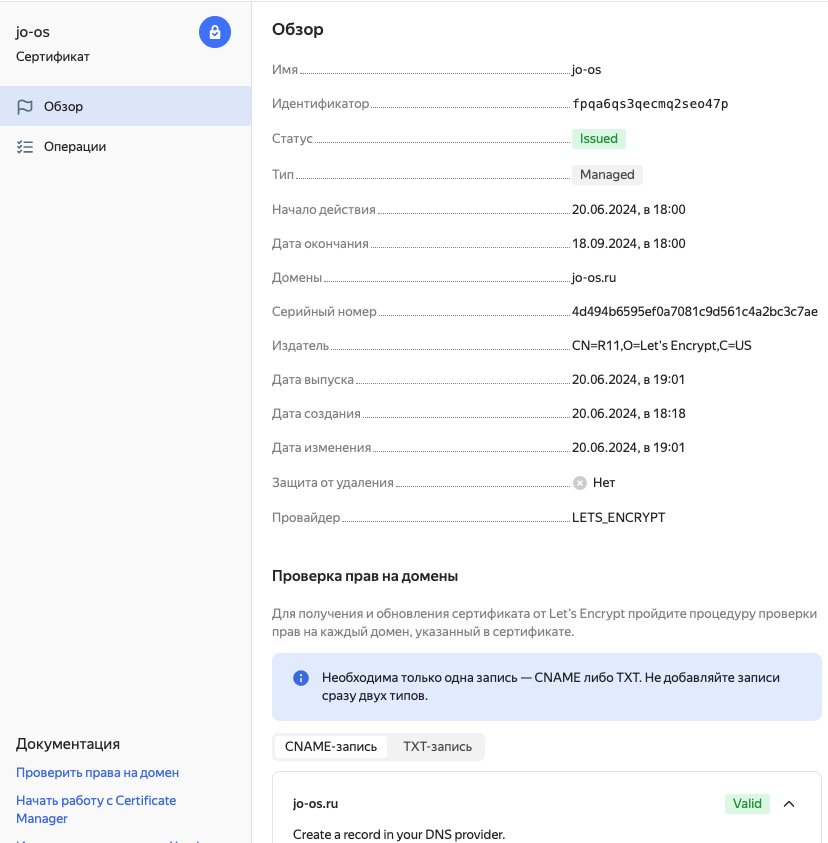 jo-os
Сертификат
Обзор
Операции
Документация
Проверить права на домен
Начать работу с Certificate
Manager
Обзор
Имя jo-os
Идентификатор fpqa6qs3qecmq2seo47p
Статус Issued
Тип Managed
Начало действия 20.06.2024, в 18:00
Дата окончания 18.09.2024, в 18:00
Домены jo-os.ru
Серийный номер 4d494b6595ef0a7081c9d561c4a2bc3c7ae
Издатель CN=R11,O=Let's Encrypt,C=US
Дата выпуска 20.06.2024, в 19:01
Дата создания 20.06.2024, в 18:18
Дата изменения 20.06.2024, в 19:01
Защита от удаления Нет
Провайдер LETS_ENCRYPT
Проверка прав на домены
Для получения и обновления сертификата от Let's Encrypt пройдите процедуру проверки
прав на каждый домен, указанный в сертификате.
Необходима только одна запись — CNAME либо TXT. Не добавляйте записи
сразу двух типов.
CNAME-запись TXT-запись
jo-os.ru Valid
Create a record in your DNS provider.